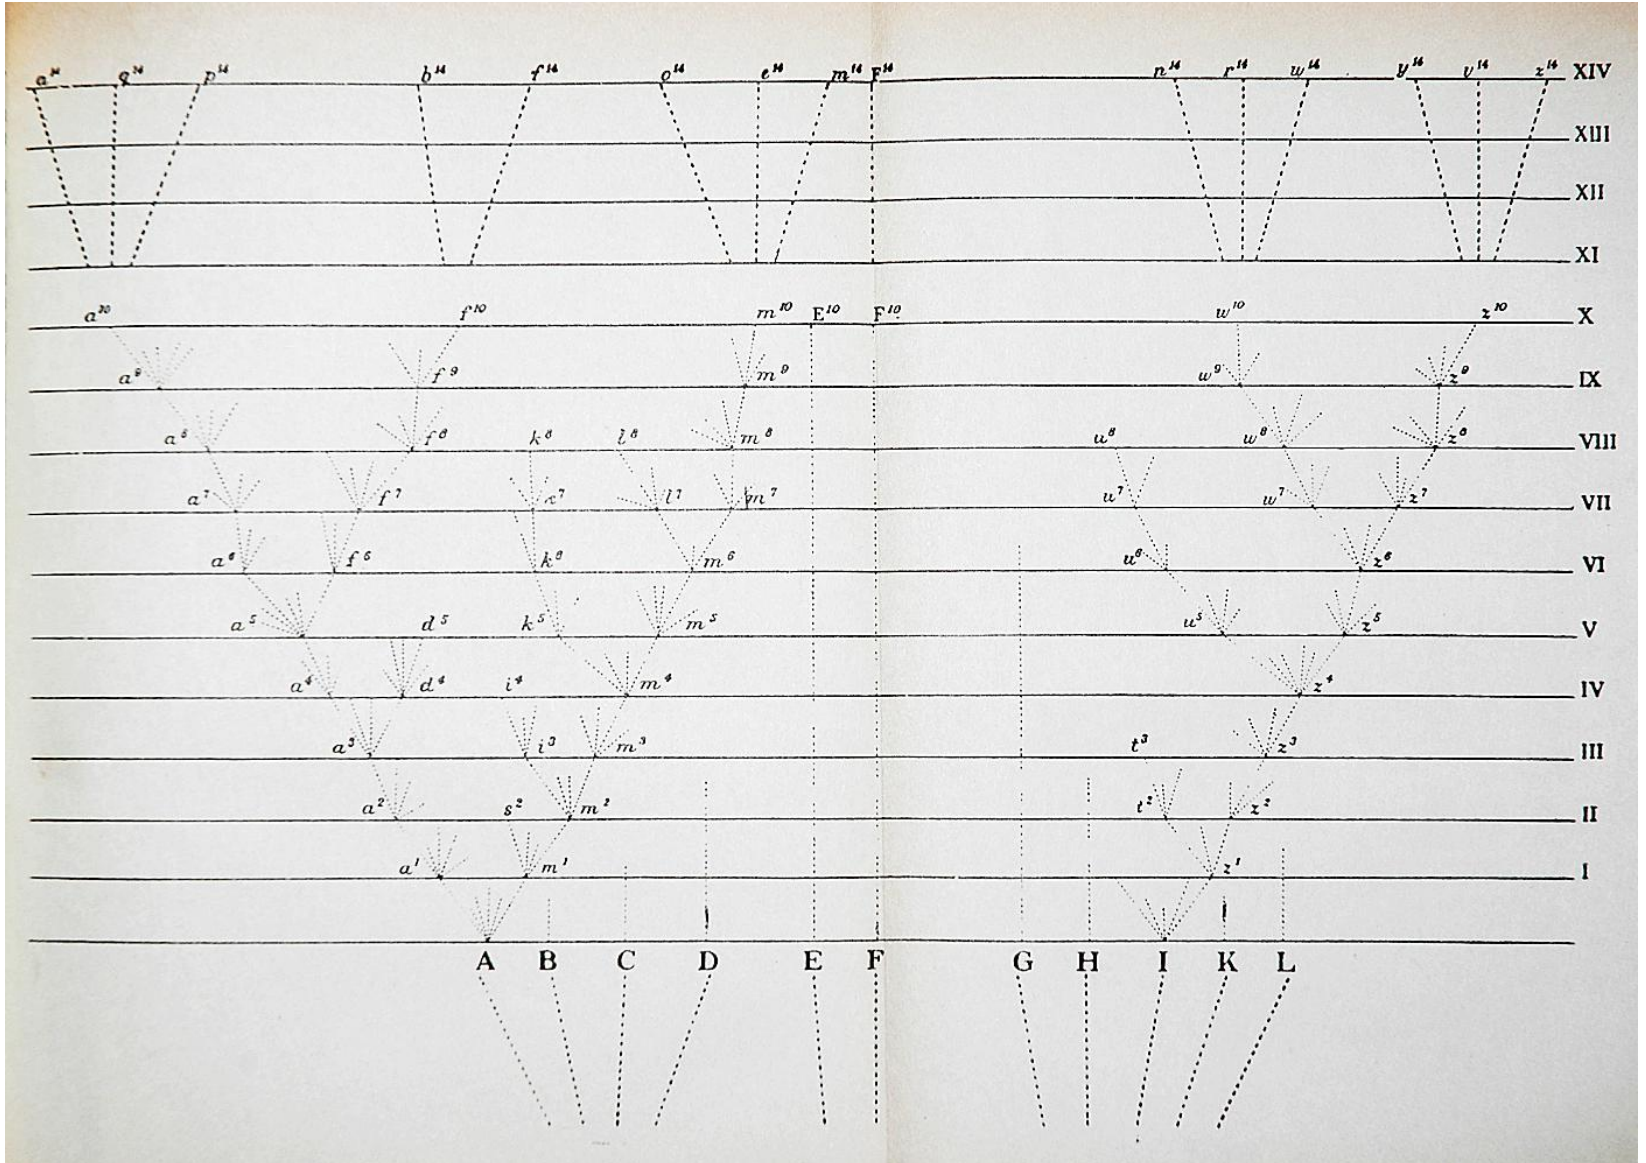 a¹⁴ q¹⁴ p¹⁴ b¹⁴ f¹⁴ o¹⁴ e¹⁴ m¹⁴ F¹⁴ n¹⁴ r¹⁴ w¹⁴ y¹⁴ v¹⁴ z¹⁴ XIV
XIII
XII
XI
a¹⁰ f¹⁰ m¹⁰ E¹⁰ F¹⁰ w¹⁰ z¹⁰ X
a⁹ f⁹ m⁹ w⁹ z⁹ IX
a⁸ f⁸ k⁸ l⁸ m⁸ u⁸ w⁸ z⁸ VIII
a⁷ f⁷ l⁷ m⁷ u⁷ w⁷ z⁷ VII
a⁶ f⁶ k⁶ m⁶ u⁶ z⁶ VI
a⁵ d⁵ k⁵ m⁵ u⁵ z⁵ V
a⁴ d⁴ i⁴ m⁴ z⁴ IV
a³ i³ m³ t³ z³ III
a² s² m² t² z² II
a¹ m¹ z¹ I
A B C D E F G H I K L